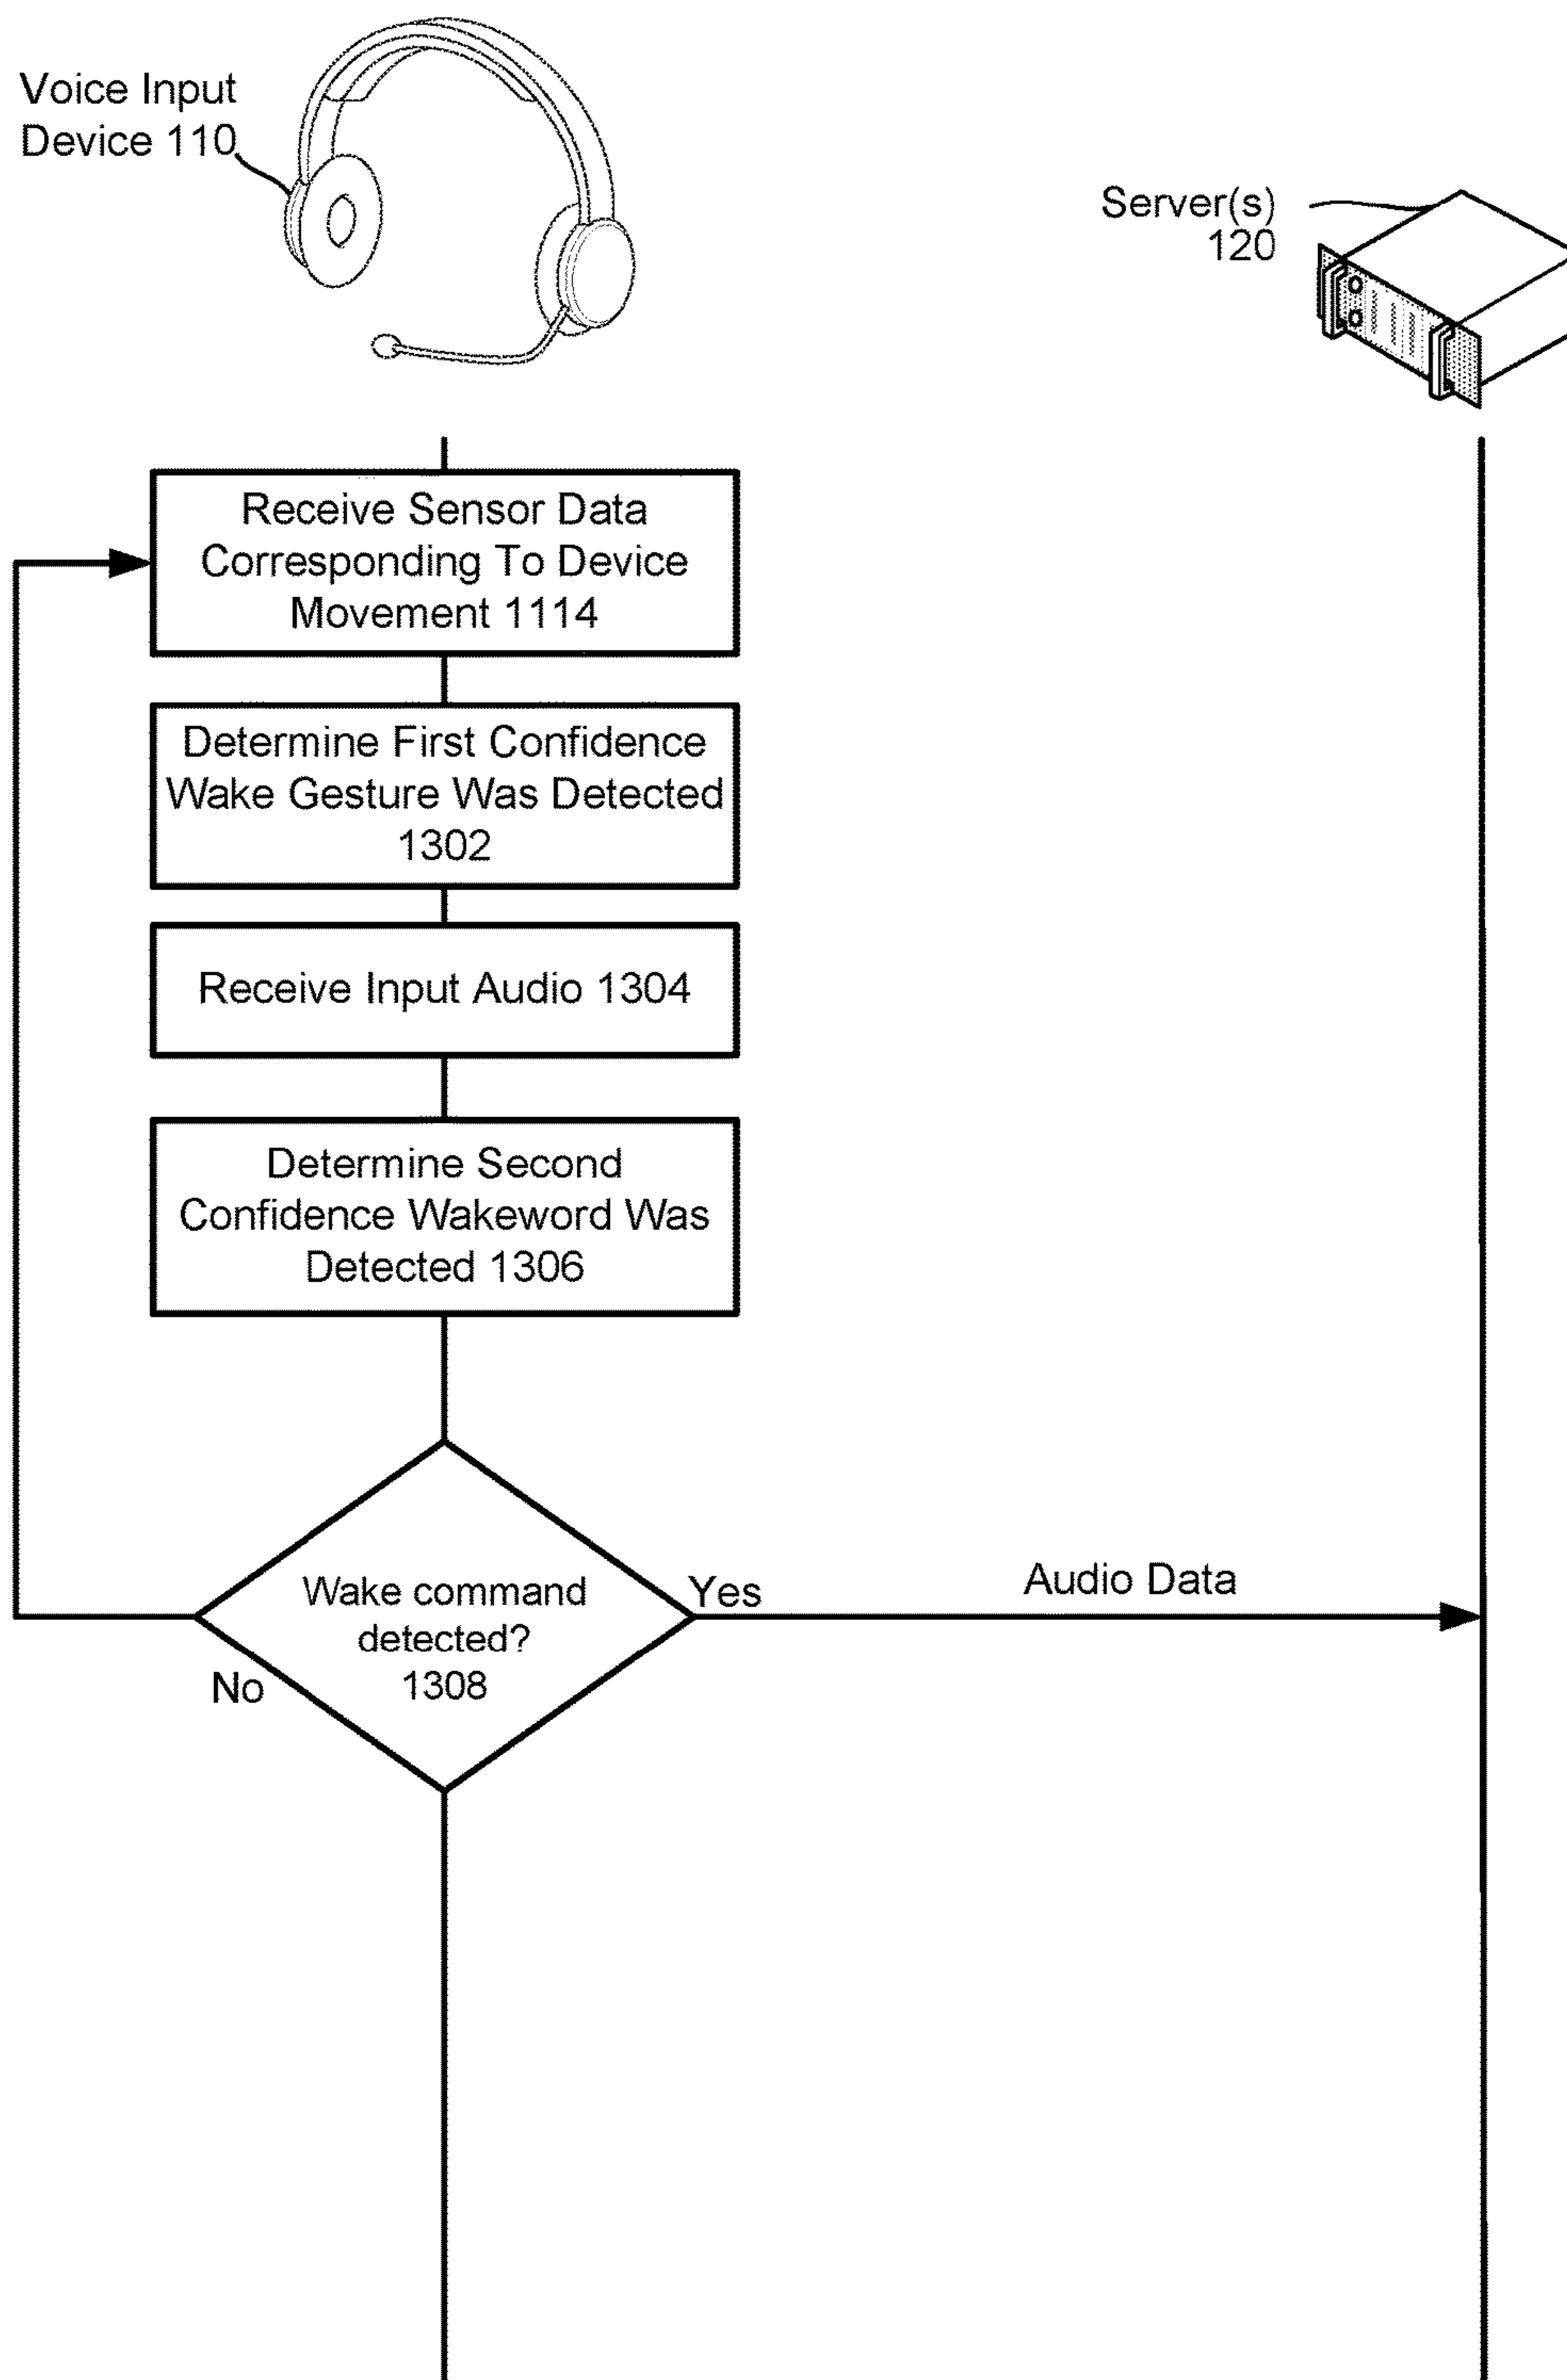 Voice Input
Device 110
Server(s)
120
Receive Sensor Data
Corresponding To Device
Movement 1114
Determine First Confidence
Wake Gesture Was Detected
1302
Receive Input Audio 1304
Determine Second
Confidence Wakeword Was
Detected 1306
Wake command
detected?
1308
Yes
Audio Data
No